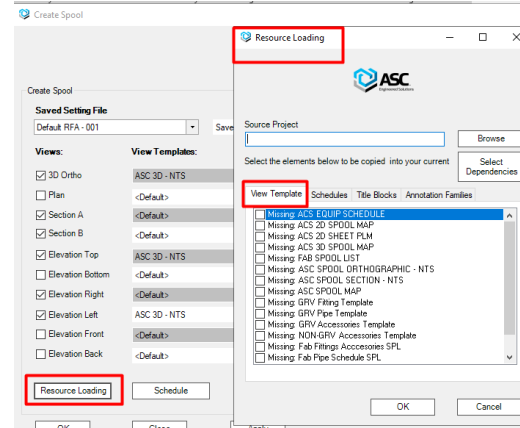 Create Spool
Create Spool
Saved Setting File
Default RFA - 001
Save
Views:
View Templates:
3D Ortho
ASC 3D - NTS
Plan
<Default>
Section A
<Default>
Section B
<Default>
Elevation Top
ASC 3D - NTS
Elevation Bottom
<Default>
Elevation Right
<Default>
Elevation Left
ASC 3D - NTS
Elevation Front
<Default>
Elevation Back
<Default>
Resource Loading
Schedule
OK
Close
Apply
Resource Loading
ASC
Engineered Solutions
Source Project
Browse
Select the elements below to be copied into your current
Select
Dependencies
View Template
Schedules
Title Blocks
Annotation Families
Missing: ACS EQUIP SCHEDULE
Missing: ACS 2D SPOOL MAP
Missing: ACS 2D SHEET PLM
Missing: ACS 3D SPOOL MAP
Missing: FAB SPOOL LIST
Missing: ASC SPOOL ORTHOGRAPHIC - NTS
Missing: ASC SPOOL SECTION - NTS
Missing: ASC SPOOL MAP
Missing: GRV Fitting Template
Missing: GRV Pipe Template
Missing: GRV Accessories Template
Missing: NON-GRV Accessories Template
Missing: Fab Fittings Acccesories SPL
Missing: Fab Pipe Schedule SPL
OK
Cancel